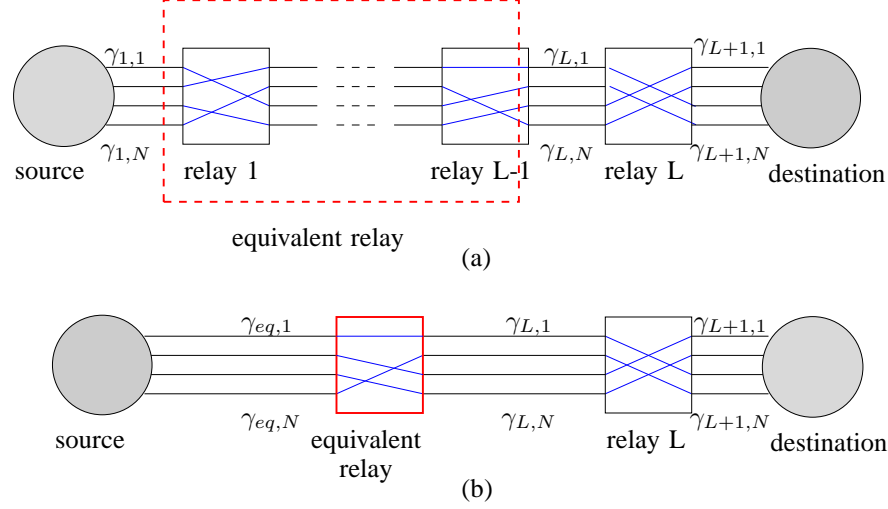 γ1,1 γL,1 γL+1,1
γ1,N γL,N γL+1,N
source relay 1 relay L-1 relay L destination
equivalent relay
(a)
γeq,1 γL,1 γL+1,1
γeq,N γL,N γL+1,N
source equivalent relay L destination
relay
(b)